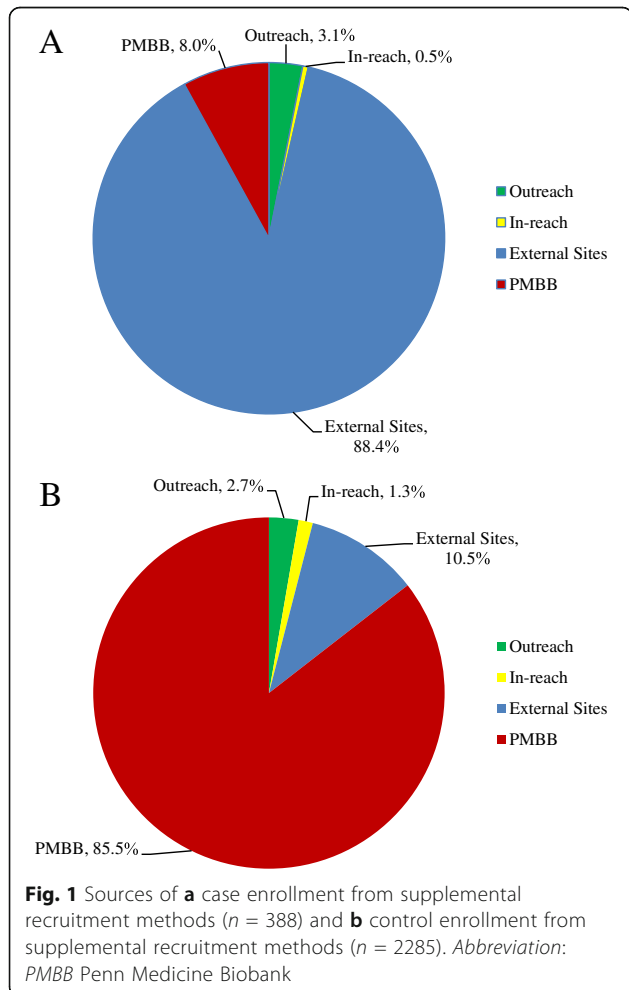 A
Outreach, 3.1%
PMBB, 8.0%
In-reach, 0.5%
Outreach
In-reach
External Sites
PMBB
External Sites,
88.4%
B
Outreach, 2.7%
In-reach, 1.3%
External Sites,
10.5%
Outreach
In-reach
External Sites
PMBB
PMBB, 85.5%
Fig. 1 Sources of a case enrollment from supplemental
recruitment methods (n = 388) and b control enrollment from
supplemental recruitment methods (n = 2285). Abbreviation:
PMBB Penn Medicine Biobank